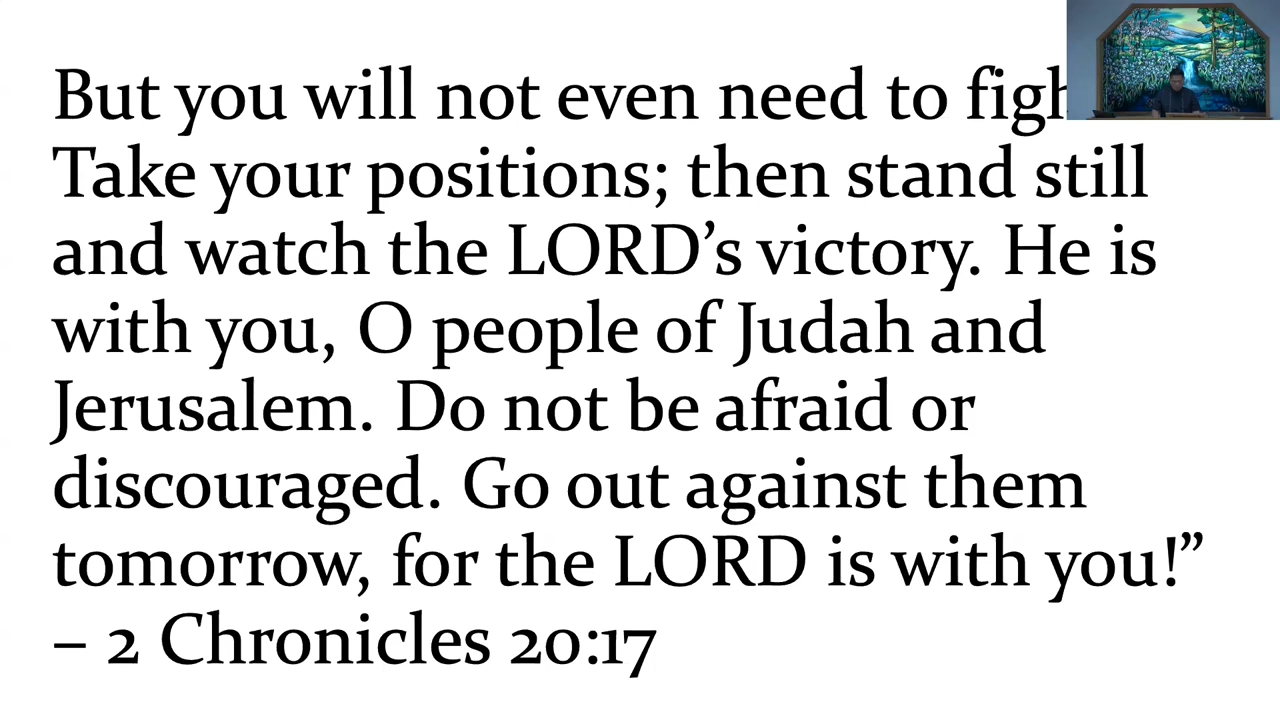 But you will not even need to
Take your positions; then stand still
and watch the LORD’s victory. He is
with you, O people of Judah and
Jerusalem. Do not be afraid or
discouraged. Go out against them
tomorrow, for the LORD is with you!”
– 2 Chronicles 20:17